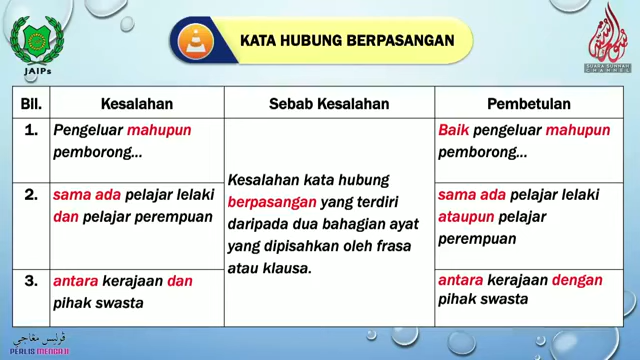 JAIPs
KATA HUBUNG BERPASANGAN
SUARA SUNNAH
CHANNEL
Bil. Kesalahan Sebab Kesalahan Pembetulan
1. Pengeluar mahupun
pemborong...
Kesalahan kata hubung
berpasangan yang terdiri
daripada dua bahagian ayat
yang dipisahkan oleh frasa
atau klausa.
Baik pengeluar mahupun
pemborong...
2. sama ada pelajar lelaki
dan pelajar perempuan
sama ada pelajar lelaki
ataupun pelajar
perempuan
3. antara kerajaan dan
pihak swasta
antara kerajaan dengan
pihak swasta
ڤرليس مڠاجي
PERLIS MENGAJI